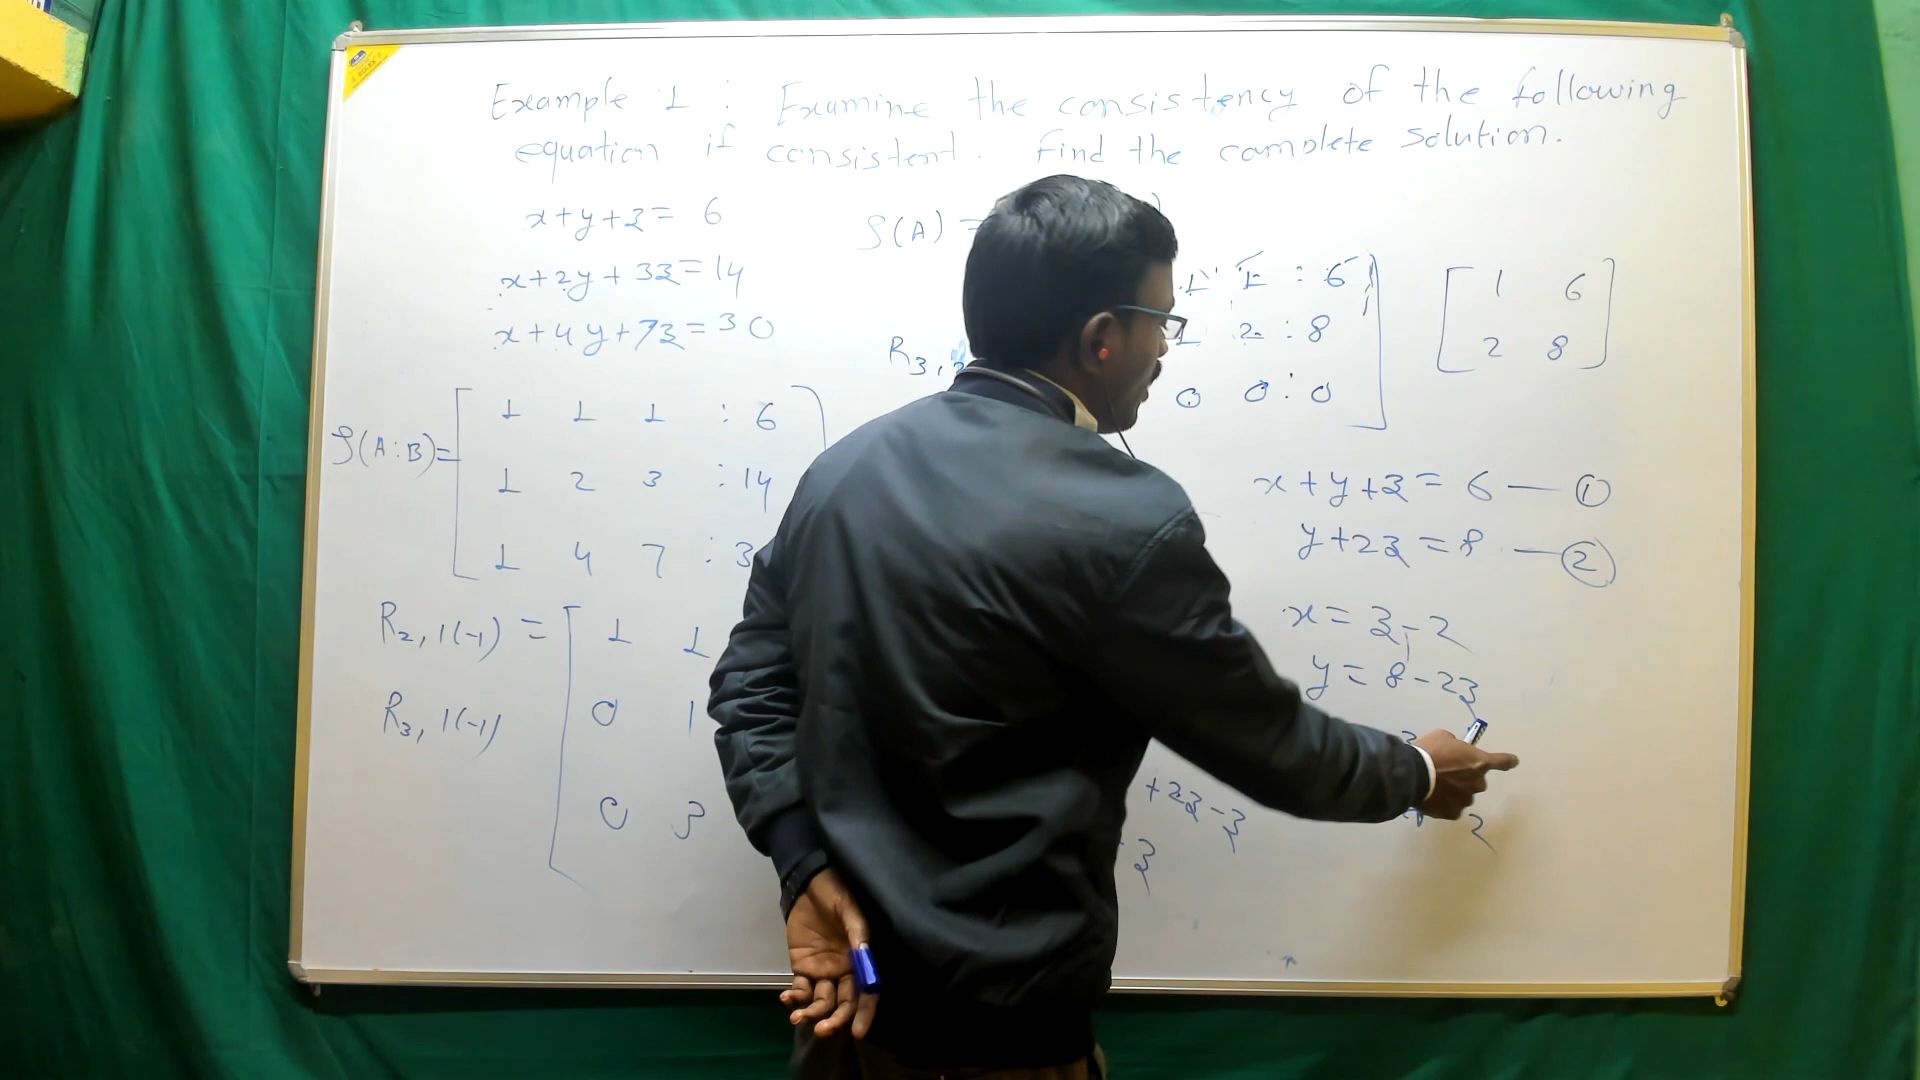 Example 1 : Examine the consistency of the following
equation if consistent. Find the complete solution.
x+y+z= 6
x+2y+3z=14
x+4y+7z=30
ρ(A:B)=
1 1 1 : 6
1 2 3 : 14
1 4 7 : 3
R2, 1(-1) = 1 1
R3, 1(-1) 0 1
0 3
ρ(A) =
R3, 2
1 1 : 6
1 2 : 8
0 0 : 0
1 6
2 8
x+y+z= 6 — ①
y+2z=8 — ②
x= z-2
y= 8-2z
+2z-z
z
2